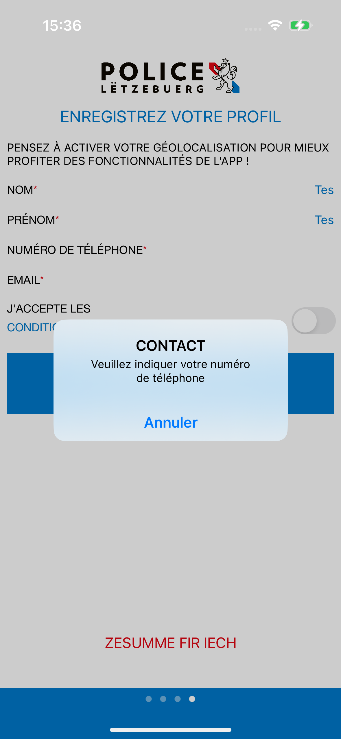 15:36
POLICE
LËTZEBUERG
ENREGISTREZ VOTRE PROFIL
PENSEZ À ACTIVER VOTRE GÉOLOCALISATION POUR MIEUX
PROFITER DES FONCTIONNALITÉS DE L'APP !
NOM* Tes
PRÉNOM* Tes
NUMÉRO DE TÉLÉPHONE*
EMAIL*
J'ACCEPTE LES
CONTACT
Veuillez indiquer votre numéro
de téléphone
Annuler
ZESUMME FIR IECH